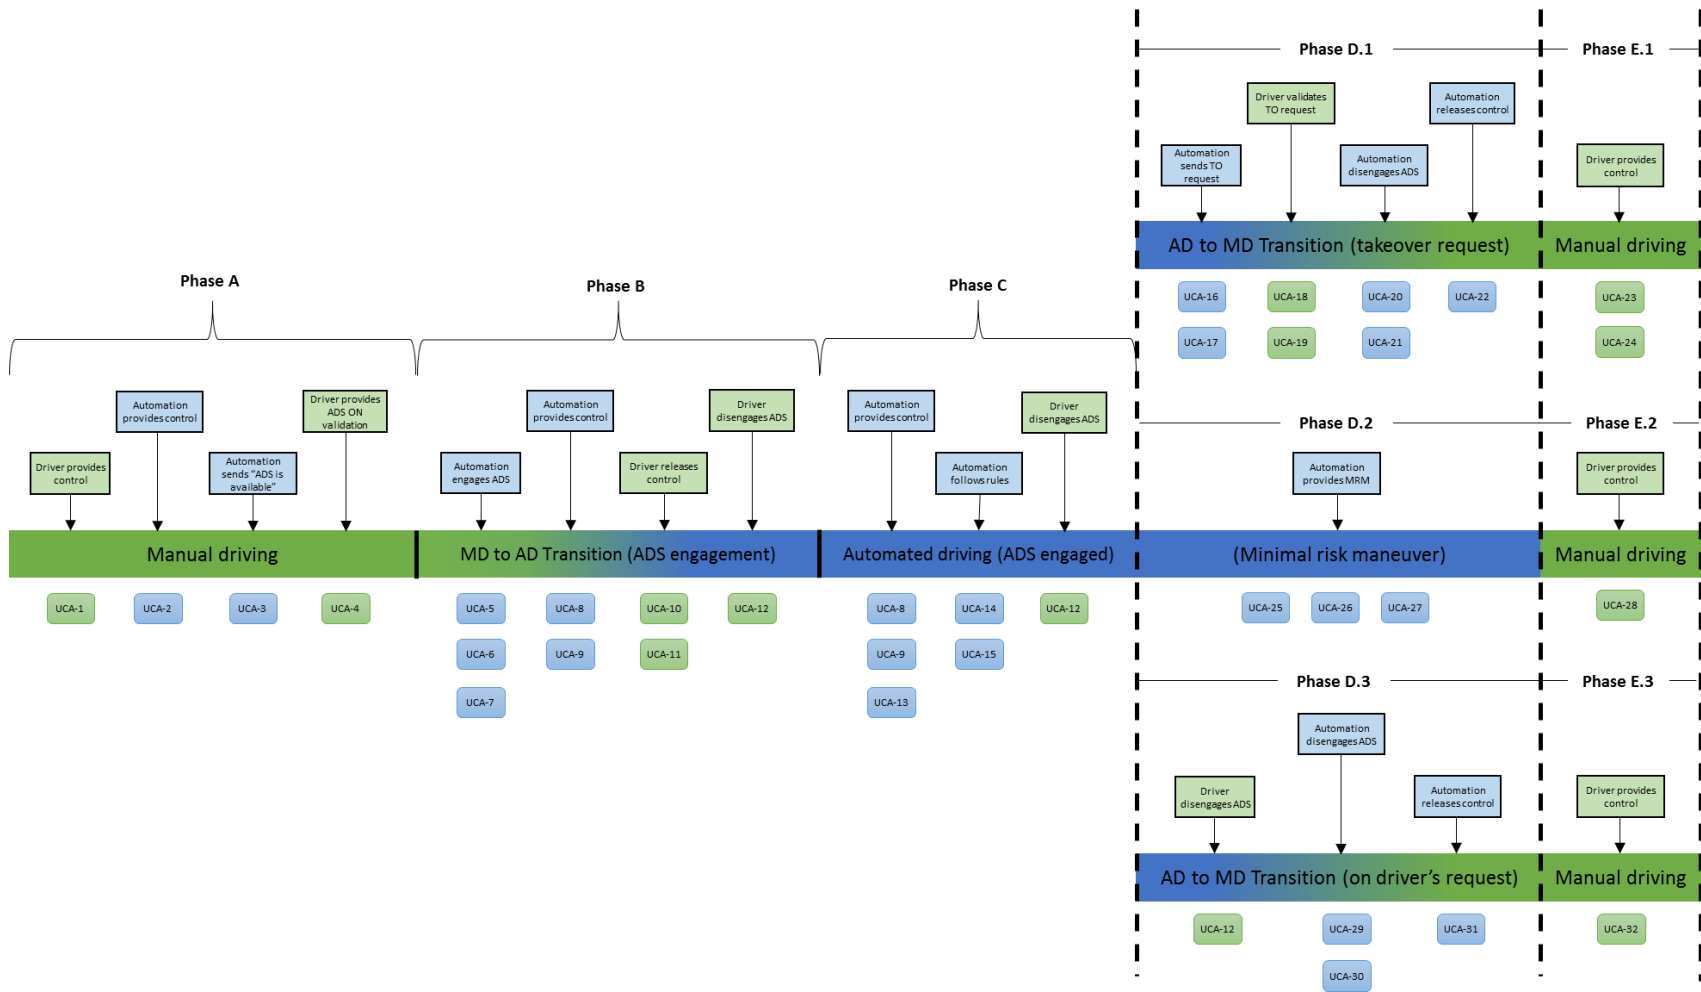 Phase D.1
Phase E.1
Driver validates
TO request
Automation
releases control
Automation
sends TO
request
Automation
disengages ADS
Driver provides
control
AD to MD Transition (takeover request)
Manual driving
UCA-16
UCA-18
UCA-20
UCA-22
UCA-23
UCA-17
UCA-19
UCA-21
UCA-24
Phase A
Phase B
Phase C
Automation
provides control
Driver provides
ADS ON
validation
Driver provides
control
Automation
sends “ADS is
available”
Automation
provides control
Driver
disengages ADS
Automation
engages ADS
Driver releases
control
Automation
provides control
Driver
disengages ADS
Automation
follows rules
Phase D.2
Phase E.2
Automation
provides MRM
Driver provides
control
Manual driving
MD to AD Transition (ADS engagement)
Automated driving (ADS engaged)
(Minimal risk maneuver)
Manual driving
UCA-1
UCA-2
UCA-3
UCA-4
UCA-5
UCA-8
UCA-10
UCA-12
UCA-6
UCA-9
UCA-11
UCA-7
UCA-8
UCA-14
UCA-12
UCA-9
UCA-15
UCA-13
UCA-25
UCA-26
UCA-27
UCA-28
Phase D.3
Phase E.3
Automation
disengages ADS
Driver
disengages ADS
Automation
releases control
Driver provides
control
AD to MD Transition (on driver’s request)
Manual driving
UCA-12
UCA-29
UCA-31
UCA-32
UCA-30